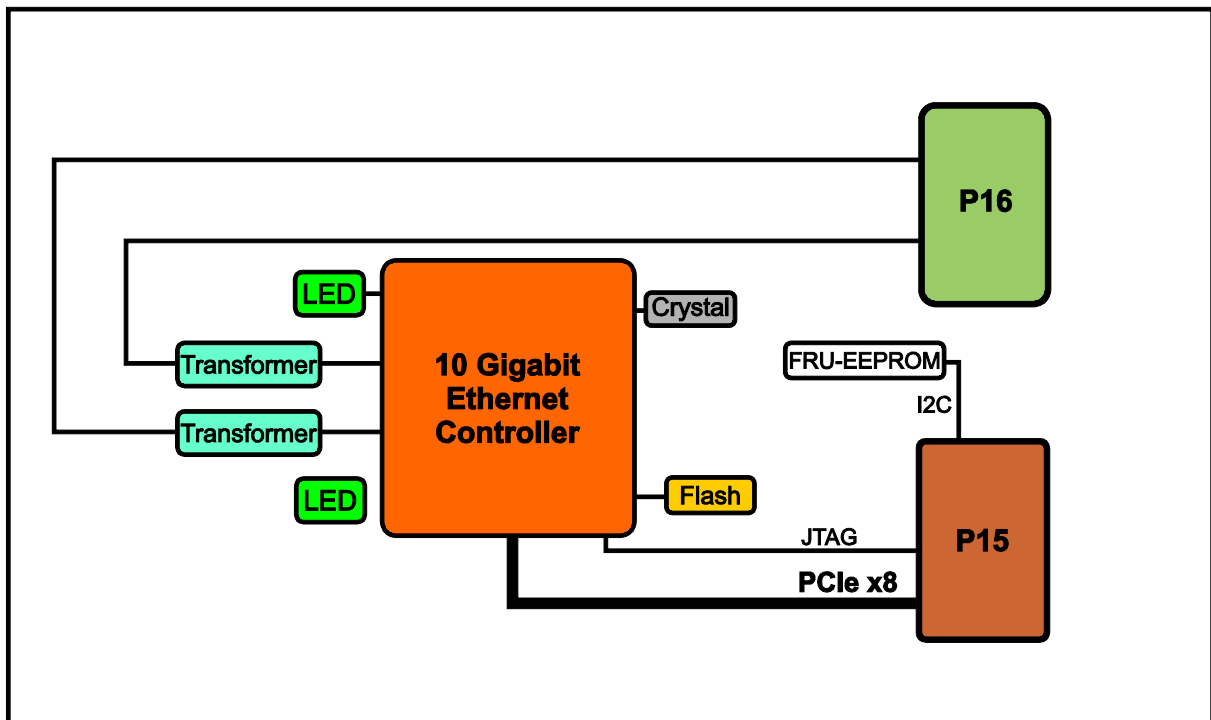 P16
LED
Crystal
Transformer
10 Gigabit
Ethernet
Controller
FRU-EEPROM
I2C
Transformer
LED
Flash
JTAG
P15
PCIe x8